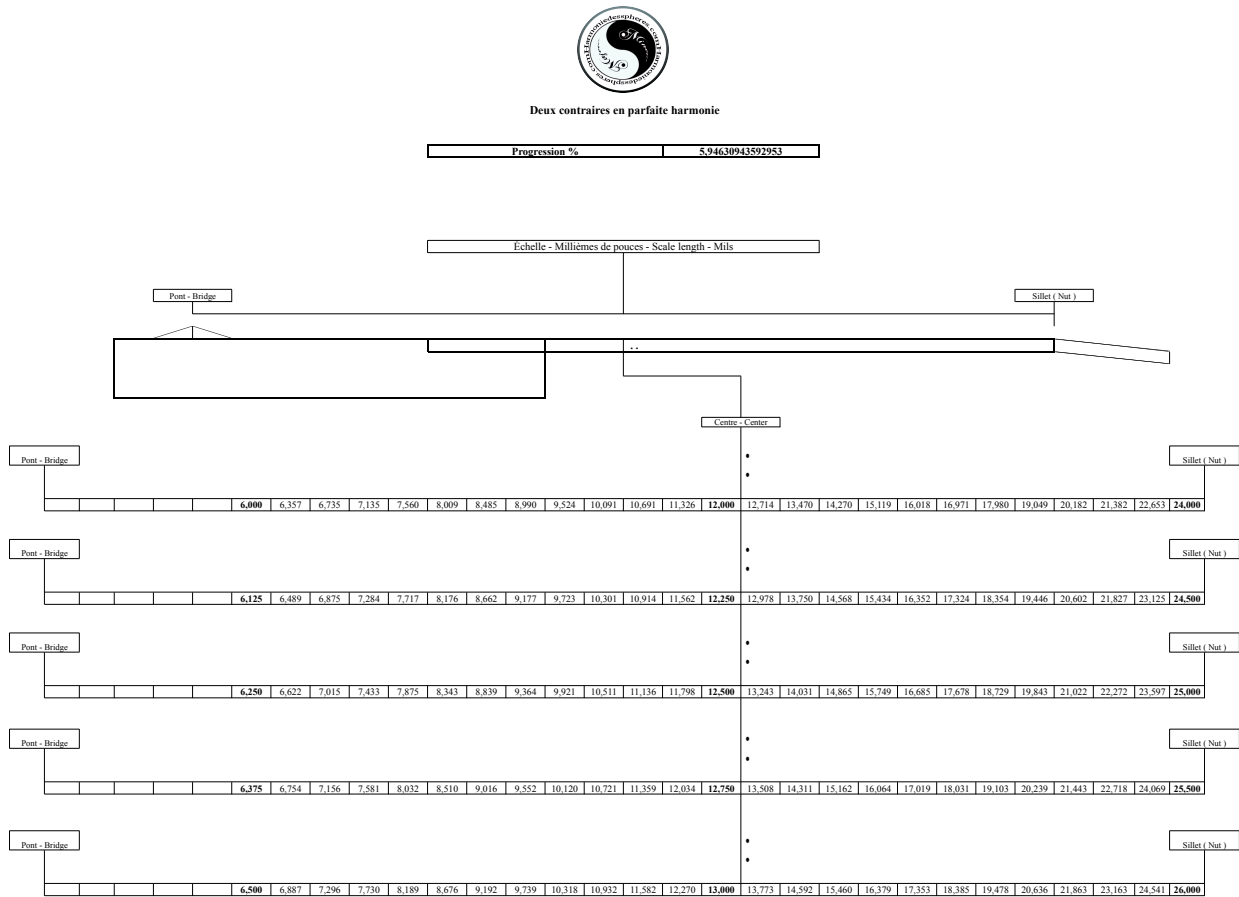 Harmoniedesspheres.comHarmoniedesspheres.com
Deux contraires en parfaite harmonie
Progression % 5,94630943592953
Échelle - Millièmes de pouces - Scale length - Mils
Pont - Bridge Sillet ( Nut )
Centre - Center
Pont - Bridge Sillet ( Nut )
6,000 6,357 6,735 7,135 7,560 8,009 8,485 8,990 9,524 10,091 10,691 11,326 12,000 12,714 13,470 14,270 15,119 16,018 16,971 17,980 19,049 20,182 21,382 22,653 24,000
Pont - Bridge Sillet ( Nut )
6,125 6,489 6,875 7,284 7,717 8,176 8,662 9,177 9,723 10,301 10,914 11,562 12,250 12,978 13,750 14,568 15,434 16,352 17,324 18,354 19,446 20,602 21,827 23,125 24,500
Pont - Bridge Sillet ( Nut )
6,250 6,622 7,015 7,433 7,875 8,343 8,839 9,364 9,921 10,511 11,136 11,798 12,500 13,243 14,031 14,865 15,749 16,685 17,678 18,729 19,843 21,022 22,272 23,597 25,000
Pont - Bridge Sillet ( Nut )
6,375 6,754 7,156 7,581 8,032 8,510 9,016 9,552 10,120 10,721 11,359 12,034 12,750 13,508 14,311 15,162 16,064 17,019 18,031 19,103 20,239 21,443 22,718 24,069 25,500
Pont - Bridge Sillet ( Nut )
6,500 6,887 7,296 7,730 8,189 8,676 9,192 9,739 10,318 10,932 11,582 12,270 13,000 13,773 14,592 15,460 16,379 17,353 18,385 19,478 20,636 21,863 23,163 24,541 26,000